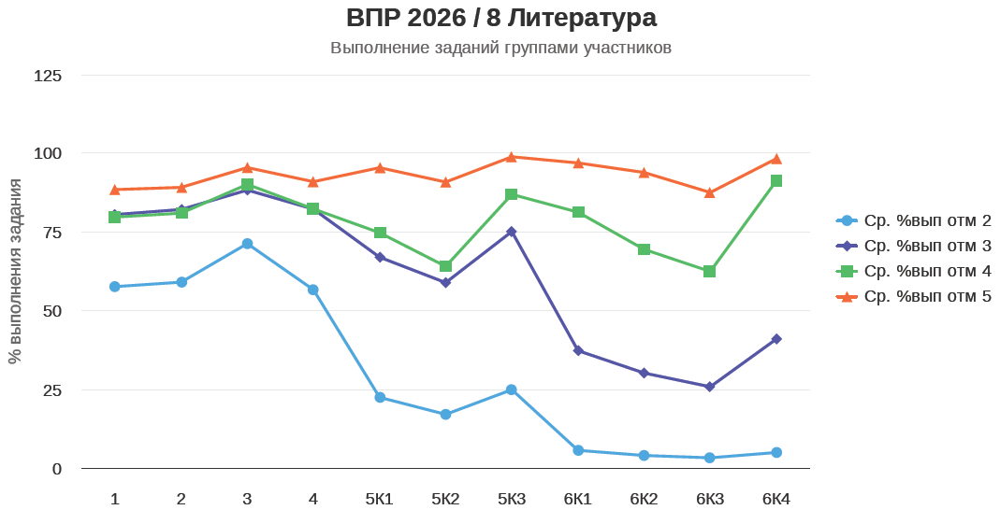 ВПР 2026 / 8 Литература
Выполнение заданий группами участников
% выполнения задания
125
100
75
50
25
0
1 2 3 4 5К1 5К2 5К3 6К1 6К2 6К3 6К4
Ср. %вып отм 2
Ср. %вып отм 3
Ср. %вып отм 4
Ср. %вып отм 5